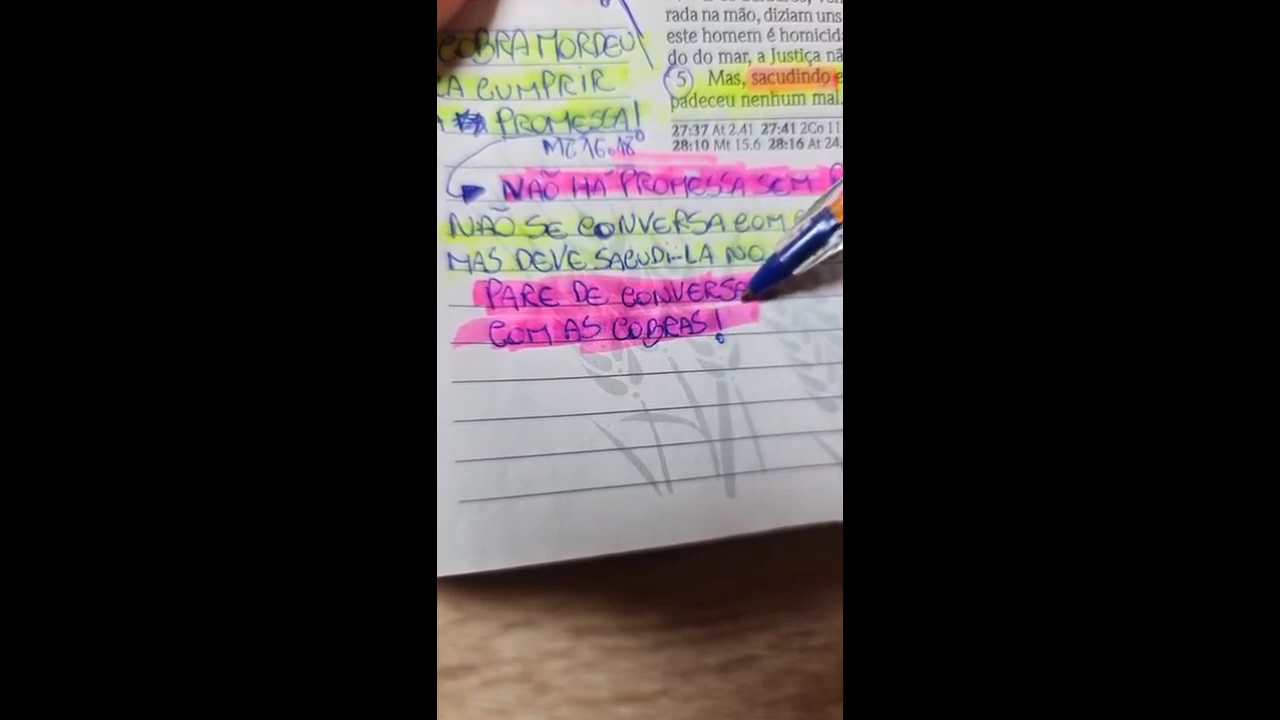 COBRA MORDEU
CUMPRIR
PROMESSA!
Mc 16.18
NÃO HÁ PROMESSA SEM
NÃO SE CONVERSA COM
MAS DEVE SACUDI-LA NO
PARE DE CONVERSA
COM AS COBRAS!
rada na mão, diziam uns
este homem é homicid
do do mar, a Justiça nã
5 Mas, sacudindo e
padeceu nenhum mal.
27:37 At 2.41 27:41 2Co 11
28:10 Mt 15.6 28:16 At 24.